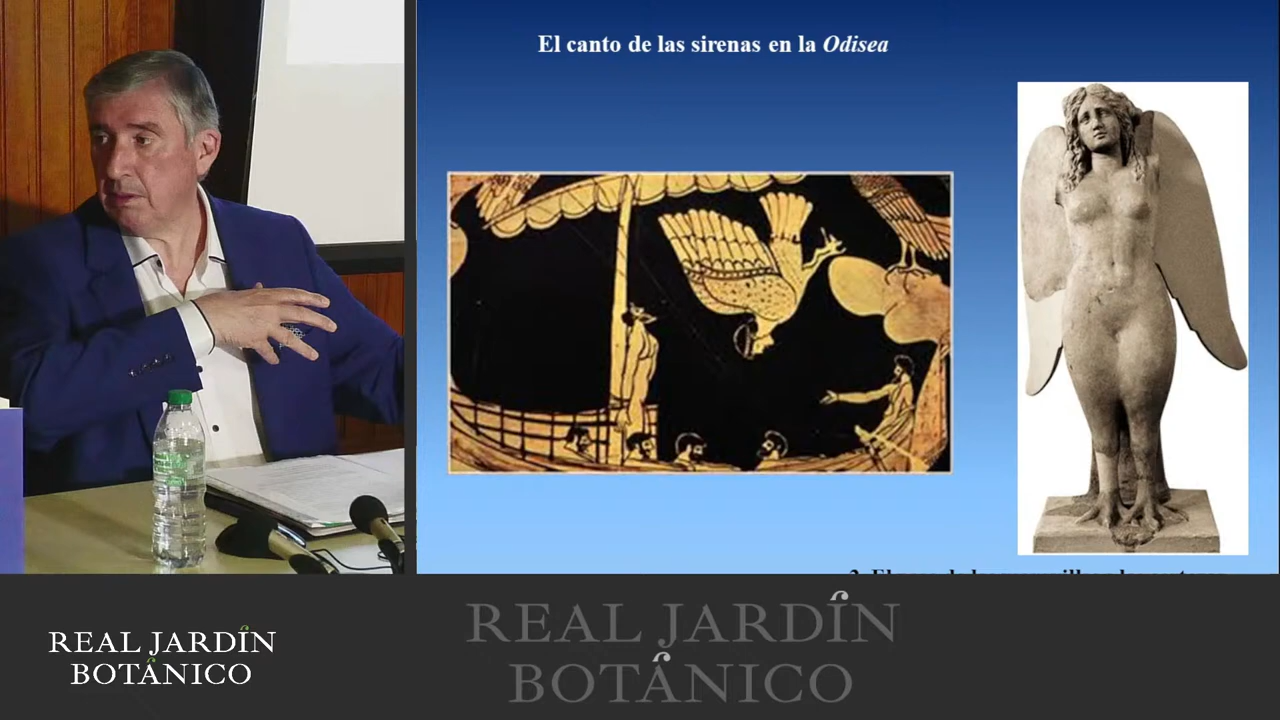 El canto de las sirenas en la Odisea
REAL JARDÍN
BOTÁNICO
REAL JARDÍN
BOTÁNICO